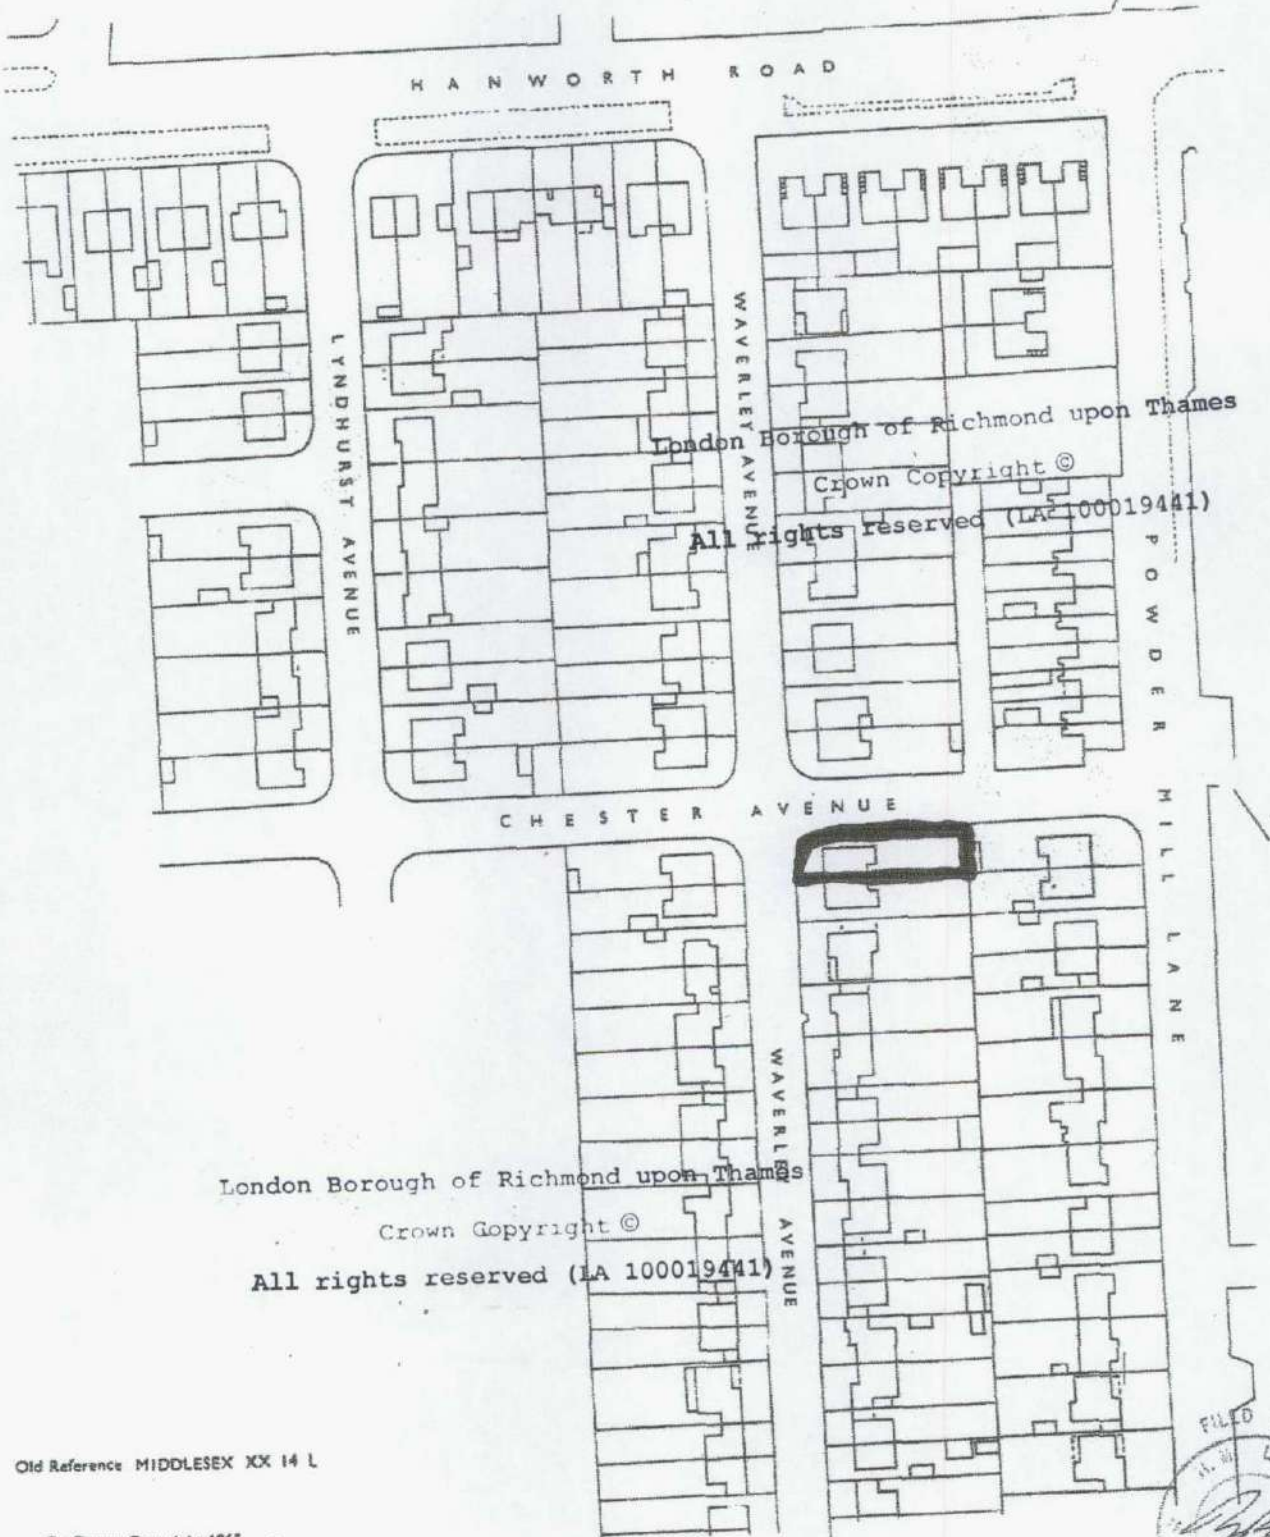 HANWORTH ROAD
LYNDHURST AVENUE
WAVERLEY AVENUE
London Borough of Richmond upon Thames
Crown Copyright ©
All rights reserved (LA 100019441)
POWDER MILL LANE
CHESTER AVENUE
WAVERLEY AVENUE
London Borough of Richmond upon Thames
Crown Copyright ©
All rights reserved (LA 100019441)
Old Reference MIDDLESEX XX 14 L
FILED